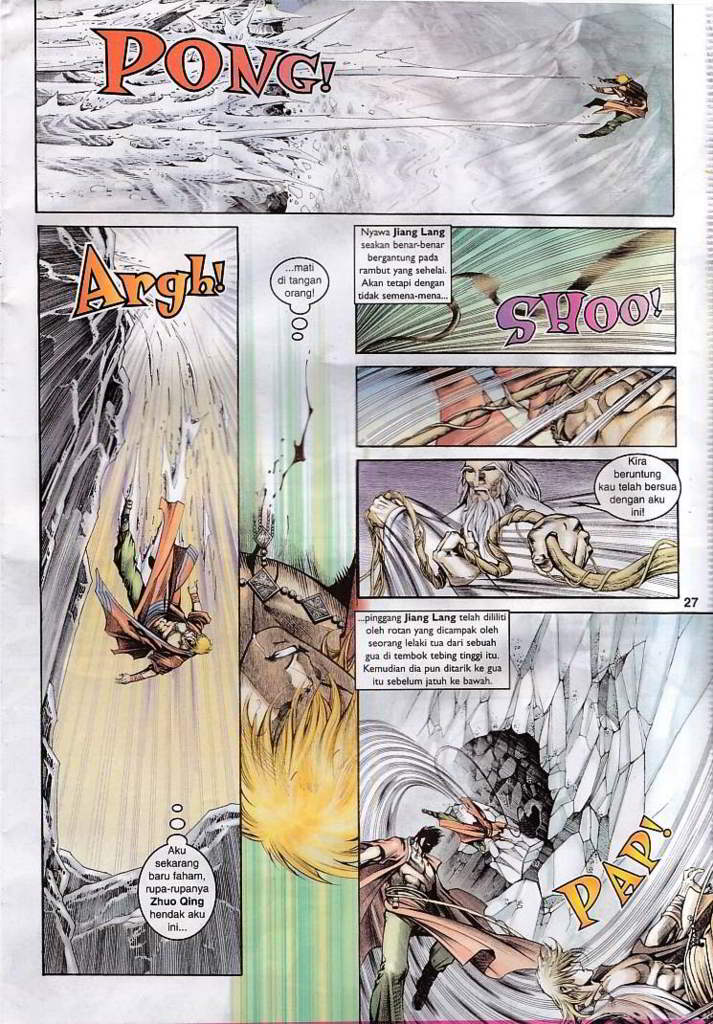 PONG!
ARGH!
Aku
sekarang
baru faham,
rupa-rupanya
Zhuo Qing
hendak aku
ini...
...mati
di tangan
orang!
Nyawa Jiang Lang
seakan benar-benar
bergantung pada
rambut yang sehelai.
Akan tetapi dengan
tidak semena-mena...
SHOO!
Kira
beruntung
kau telah bersua
dengan aku
ini!
27
...pinggang Jiang Lang telah dililiti
oleh rotan yang dicampak oleh
seorang lelaki tua dari sebuah
gua di tembok tebing tinggi itu.
Kemudian dia pun ditarik ke gua
itu sebelum jatuh ke bawah.
PAP!